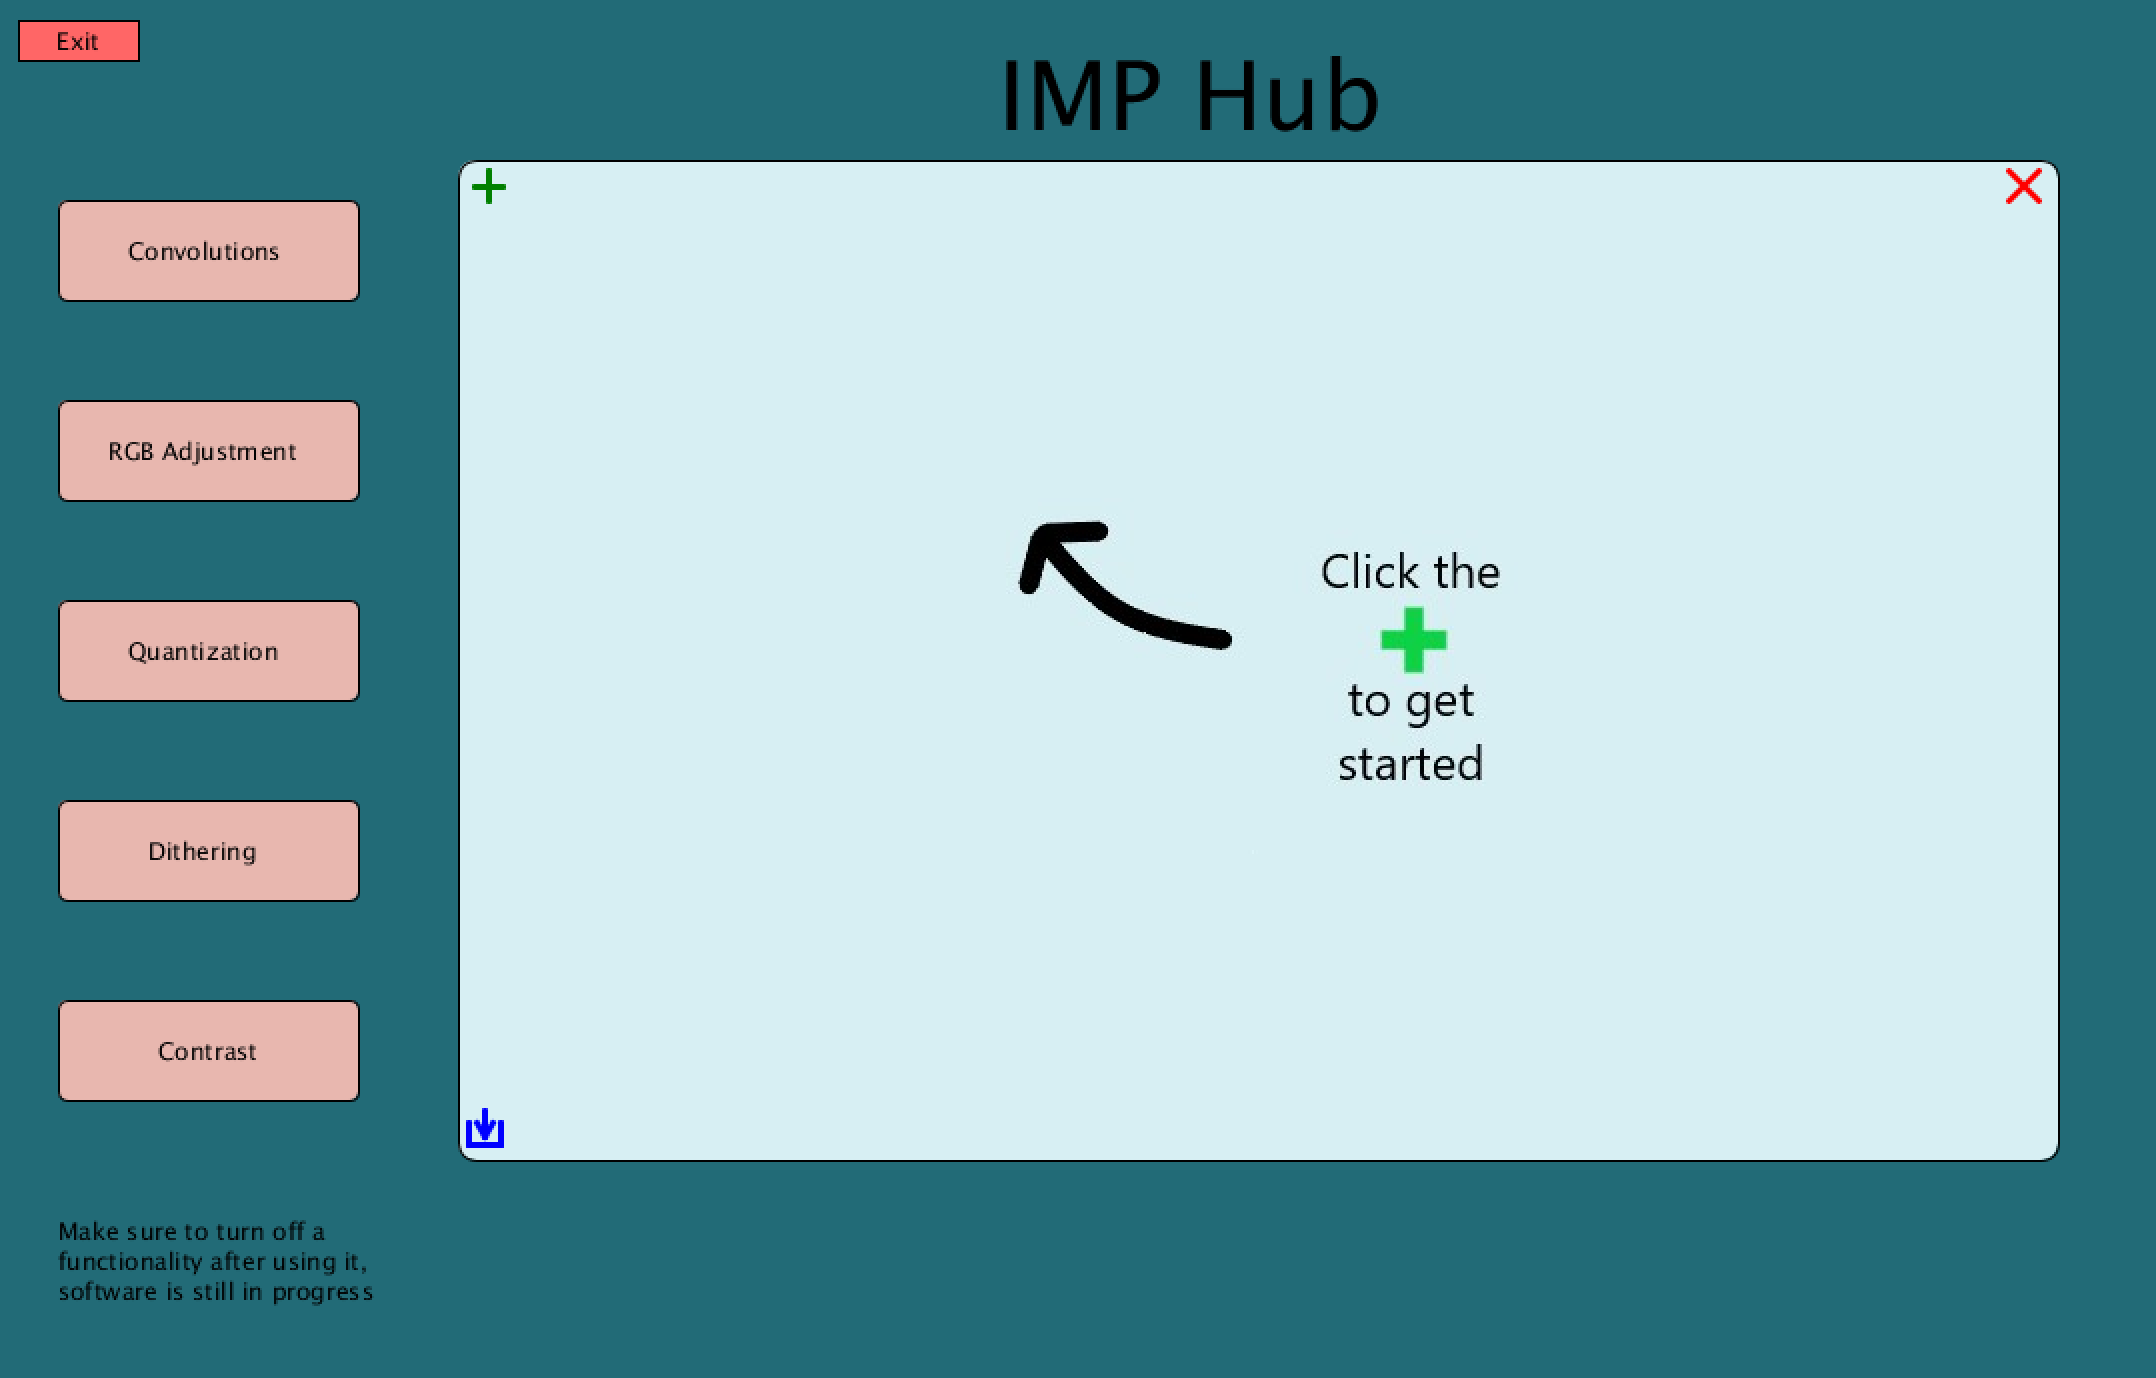 Exit
IMP Hub
Convolutions
RGB Adjustment
Quantization
Dithering
Contrast
Click the
to get
started
Make sure to turn off a
functionality after using it,
software is still in progress